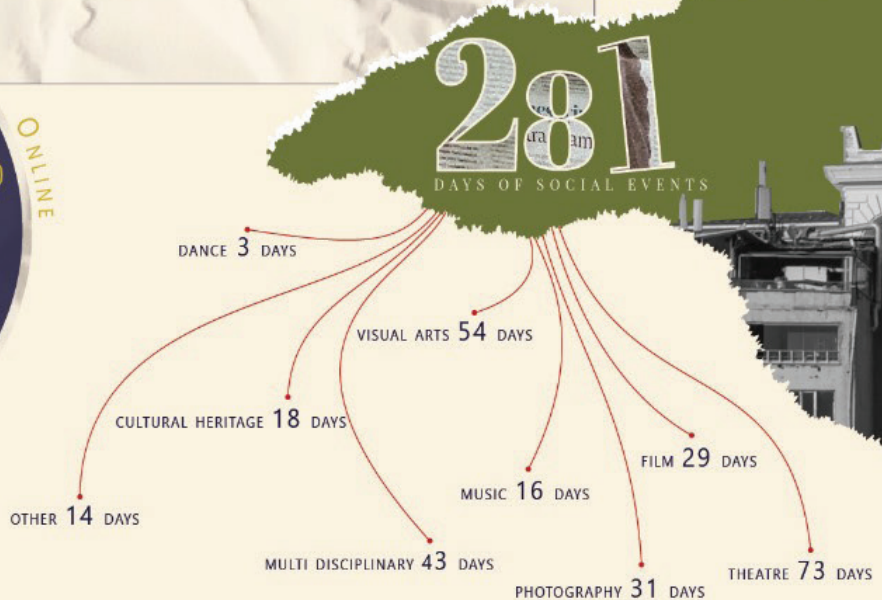 ONLINE
281
DAYS OF SOCIAL EVENTS
DANCE 3 DAYS
VISUAL ARTS 54 DAYS
CULTURAL HERITAGE 18 DAYS
FILM 29 DAYS
MUSIC 16 DAYS
OTHER 14 DAYS
MULTI DISCIPLINARY 43 DAYS
THEATRE 73 DAYS
PHOTOGRAPHY 31 DAYS